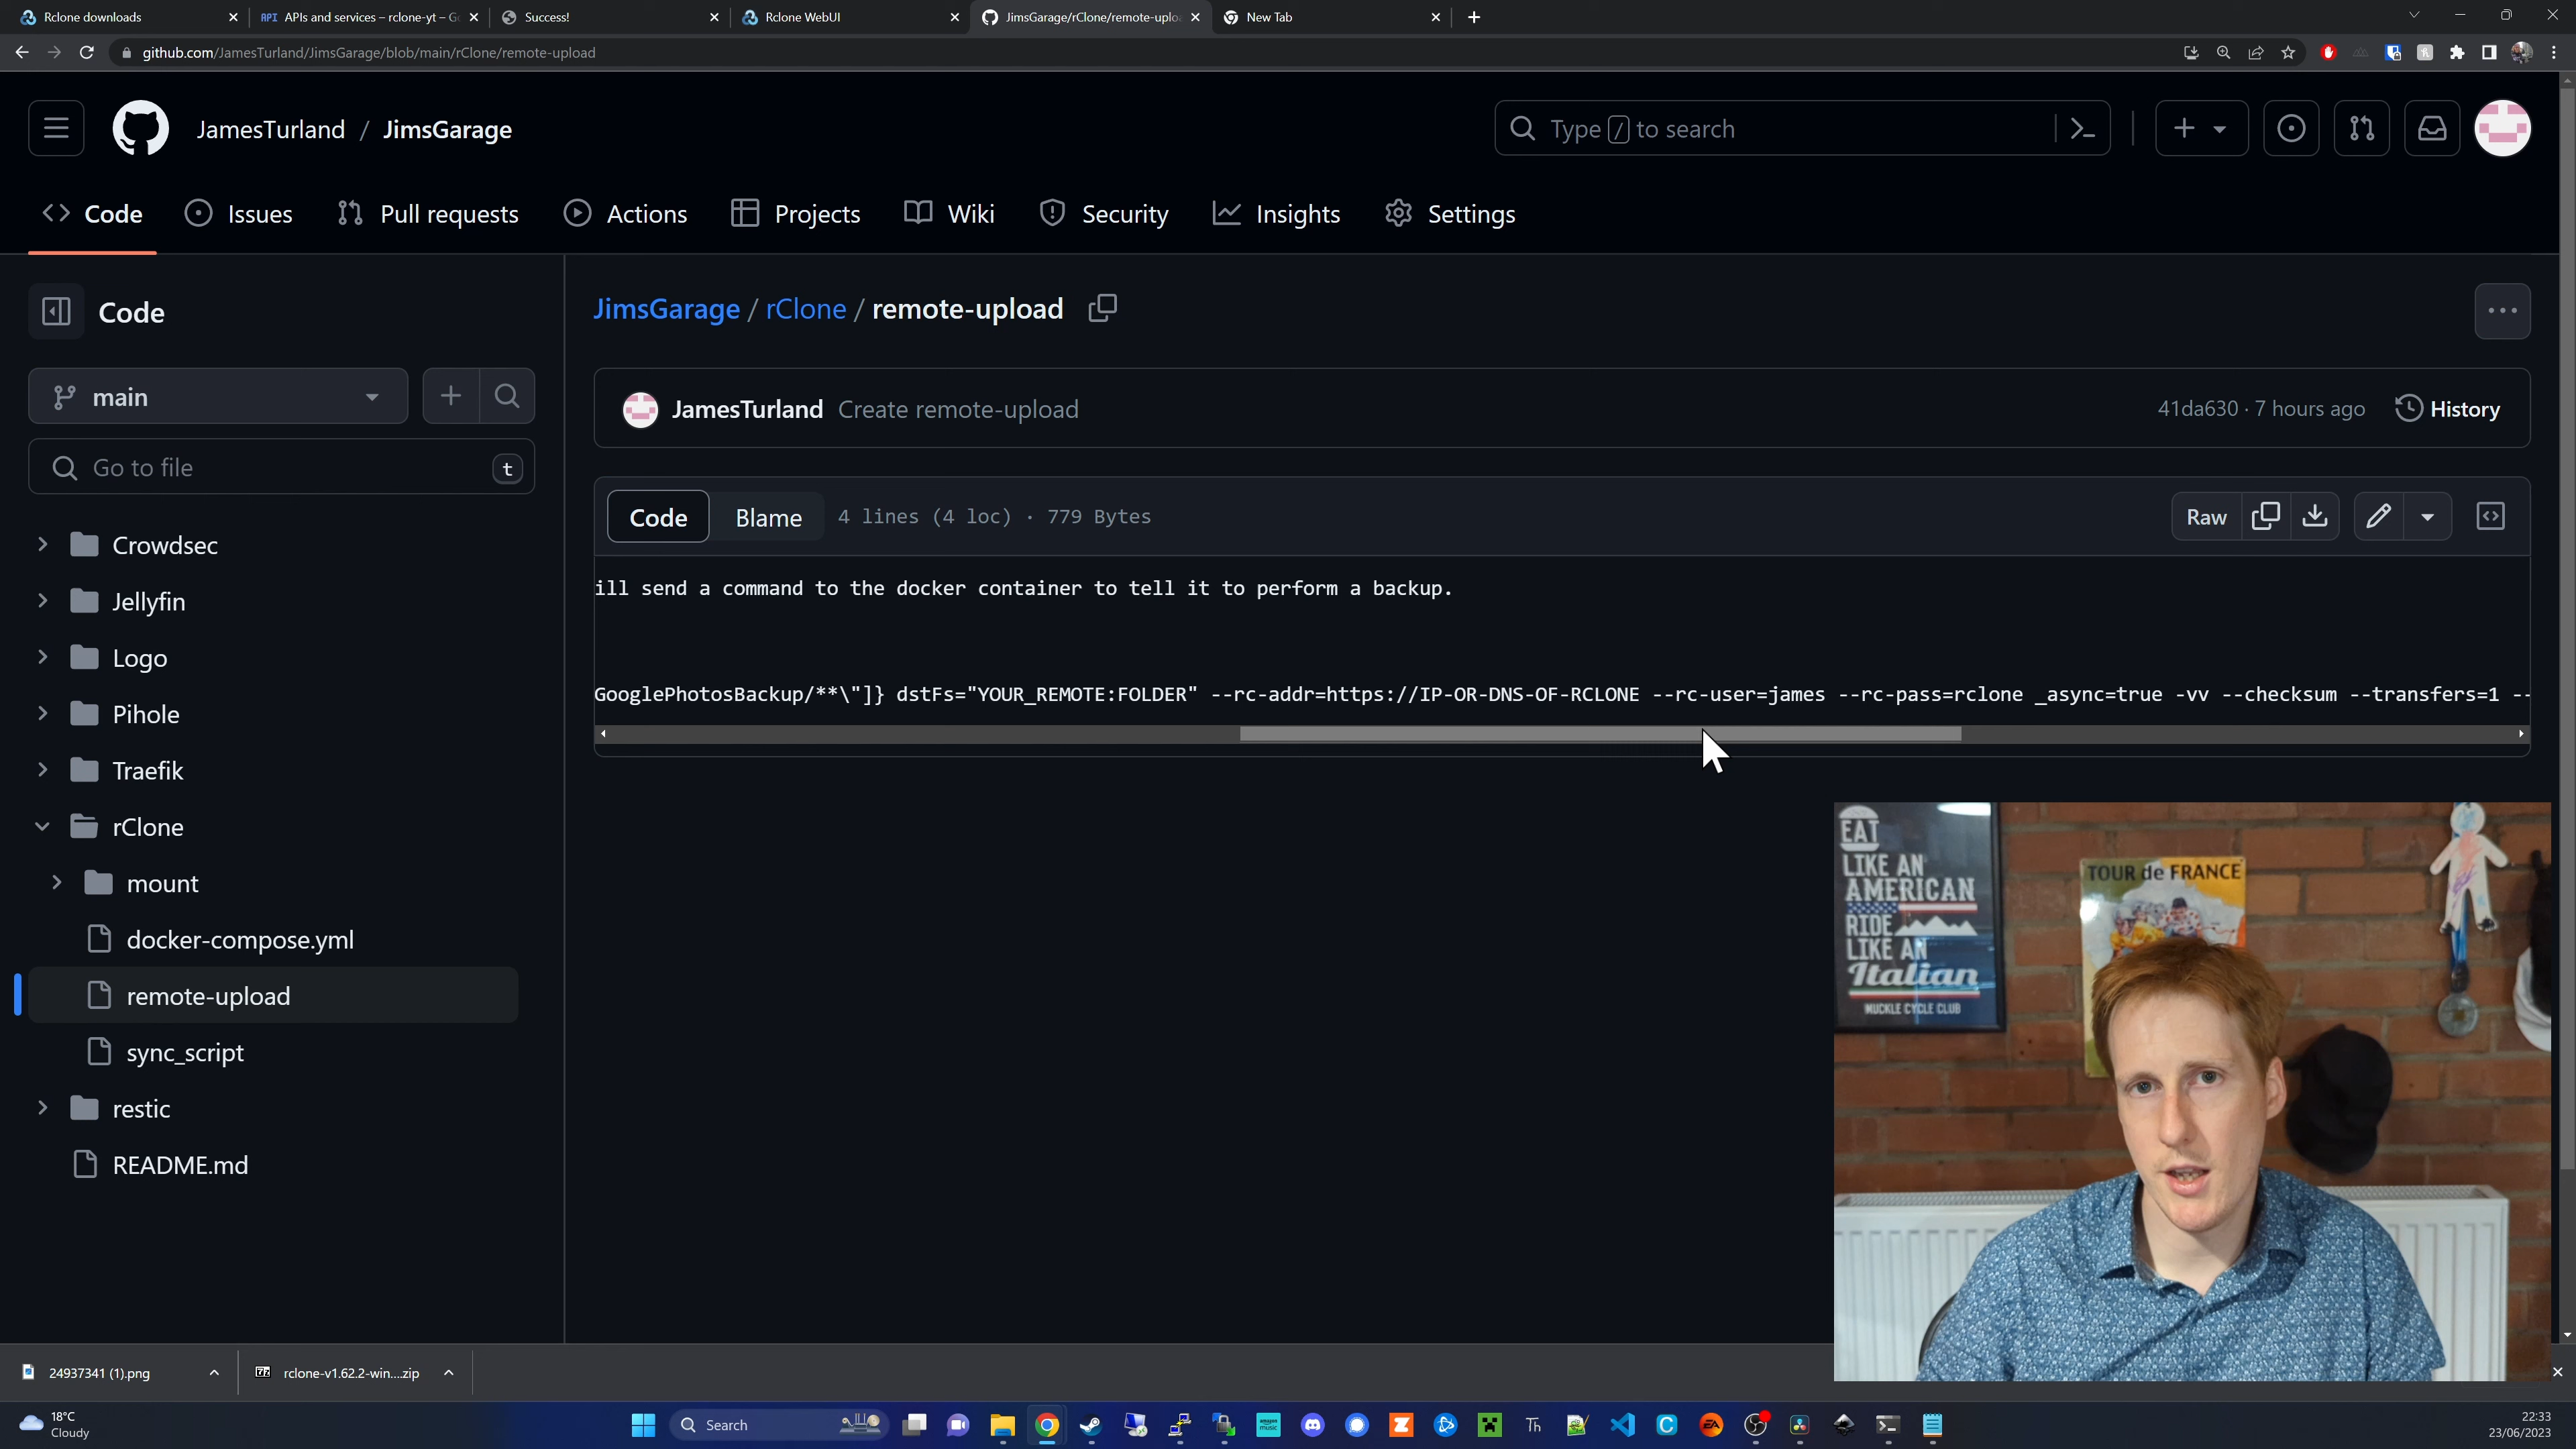 Rclone downloads
API APIs and services – rclone-yt – G
Success!
Rclone WebUI
JimsGarage/rClone/remote-uplo
New Tab
github.com/JamesTurland/JimsGarage/blob/main/rClone/remote-upload
JamesTurland / JimsGarage
Type / to search
Code
Issues
Pull requests
Actions
Projects
Wiki
Security
Insights
Settings
Code
JimsGarage / rClone / remote-upload
main
JamesTurland Create remote-upload
41da630 · 7 hours ago
History
Go to file
t
Code
Blame
4 lines (4 loc) · 779 Bytes
Raw
Crowdsec
Jellyfin
Logo
Pihole
Traefik
rClone
mount
docker-compose.yml
remote-upload
sync_script
restic
README.md
ill send a command to the docker container to tell it to perform a backup.
GooglePhotosBackup/**\"]} dstFs="YOUR_REMOTE:FOLDER" --rc-addr=https://IP-OR-DNS-OF-RCLONE --rc-user=james --rc-pass=rclone _async=true -vv --checksum --transfers=1 --
EAT
LIKE AN
AMERICAN
RIDE
LIKE AN
Italian
MUCKLE CYCLE CLUB
TOUR de FRANCE
24937341 (1).png
rclone-v1.62.2-win....zip
18°C
Cloudy
Search
22:33
23/06/2023